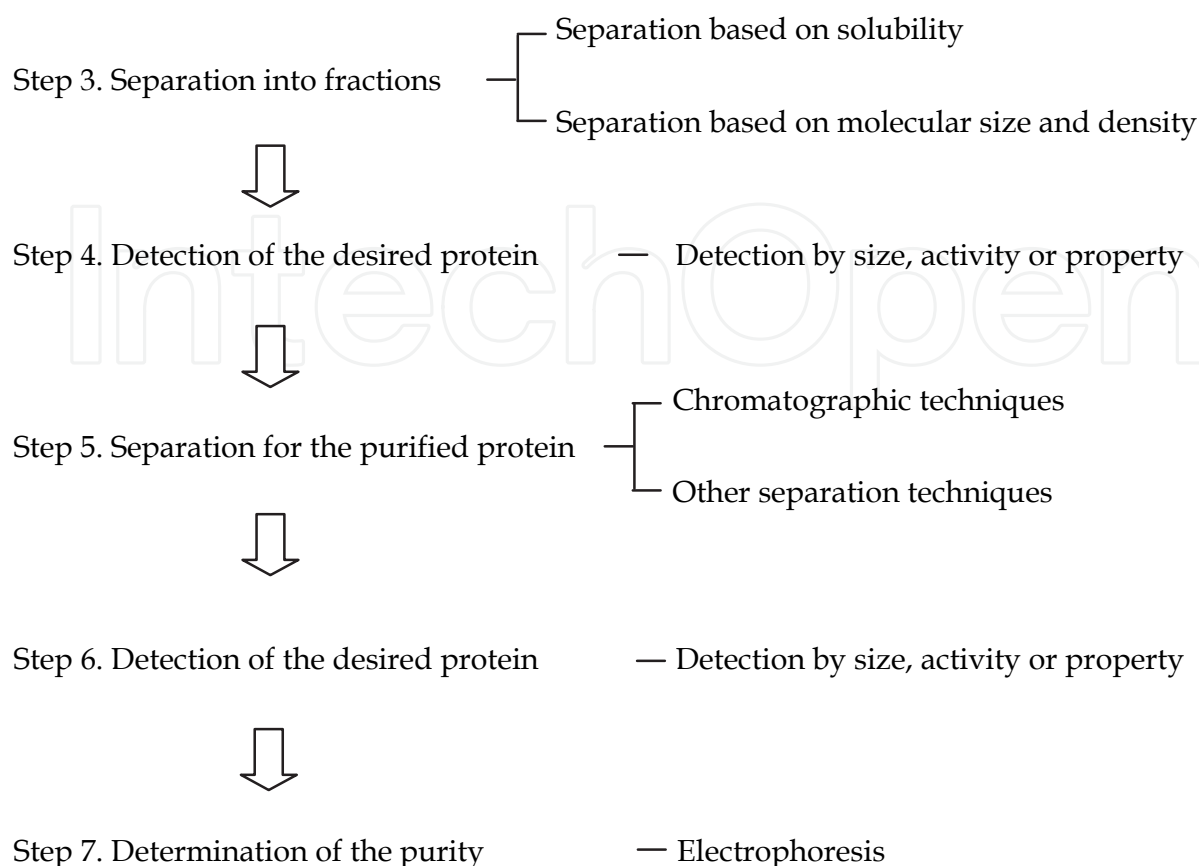 Separation based on solubility
Step 3. Separation into fractions
Separation based on molecular size and density
Step 4. Detection of the desired protein — Detection by size, activity or property
IntechOpen
Chromatographic techniques
Step 5. Separation for the purified protein
Other separation techniques
Step 6. Detection of the desired protein — Detection by size, activity or property
Step 7. Determination of the purity — Electrophoresis